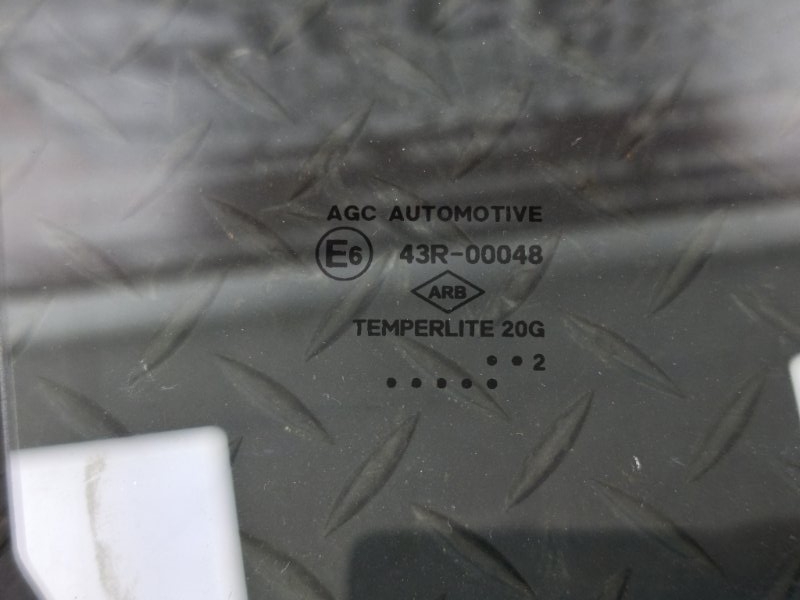 AGC AUTOMOTIVE
E6 43R-00048
ARB
TEMPERLITE 20G
••2
•••••